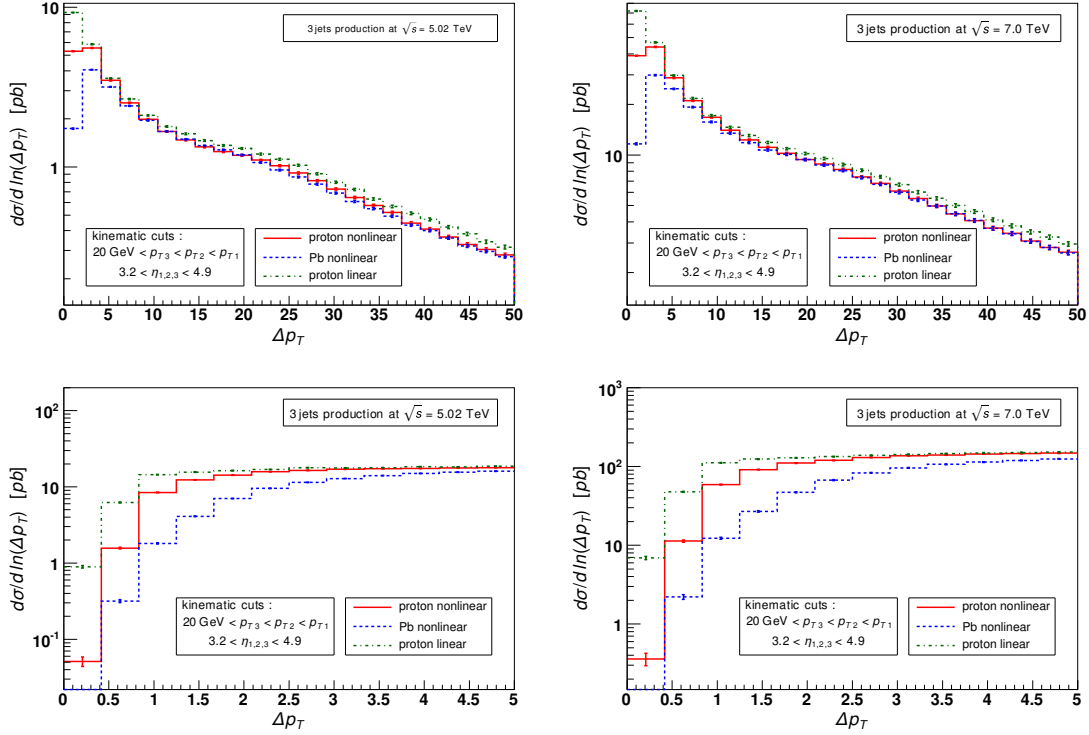 3 jets production at √s = 5.02 TeV
dσ/d ln(Δp_T) [pb]
10
1
kinematic cuts :
20 GeV < p_T3 < p_T2 < p_T1
3.2 < η_1,2,3 < 4.9
proton nonlinear
Pb nonlinear
proton linear
0 5 10 15 20 25 30 35 40 45 50
Δp_T
3 jets production at √s = 7.0 TeV
dσ/d ln(Δp_T) [pb]
10
kinematic cuts :
20 GeV < p_T3 < p_T2 < p_T1
3.2 < η_1,2,3 < 4.9
proton nonlinear
Pb nonlinear
proton linear
0 5 10 15 20 25 30 35 40 45 50
Δp_T
3 jets production at √s = 5.02 TeV
dσ/d ln(Δp_T) [pb]
10²
10
1
10⁻¹
kinematic cuts :
20 GeV < p_T3 < p_T2 < p_T1
3.2 < η_1,2,3 < 4.9
proton nonlinear
Pb nonlinear
proton linear
0 0.5 1 1.5 2 2.5 3 3.5 4 4.5 5
Δp_T
3 jets production at √s = 7.0 TeV
dσ/d ln(Δp_T) [pb]
10³
10²
10
1
kinematic cuts :
20 GeV < p_T3 < p_T2 < p_T1
3.2 < η_1,2,3 < 4.9
proton nonlinear
Pb nonlinear
proton linear
0 0.5 1 1.5 2 2.5 3 3.5 4 4.5 5
Δp_T